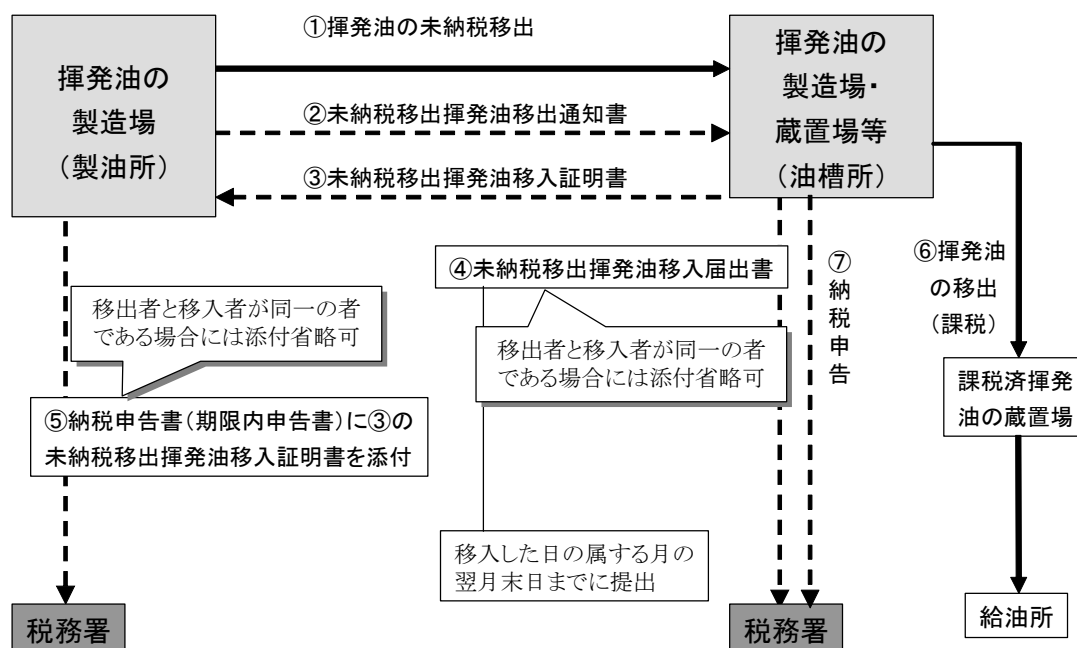 ①揮発油の未納税移出
揮発油の
製造場
（製油所）
揮発油の
製造場・
蔵置場等
（油槽所）
②未納税移出揮発油移出通知書
③未納税移出揮発油移入証明書
④未納税移出揮発油移入届出書
移出者と移入者が同一の者
である場合には添付省略可
移出者と移入者が同一の者
である場合には添付省略可
⑤納税申告書（期限内申告書）に③の
未納税移出揮発油移入証明書を添付
移入した日の属する月の
翌月末日までに提出
⑦納税申告
⑥揮発油
の移出
（課税）
課税済揮発
油の蔵置場
給油所
税務署
税務署